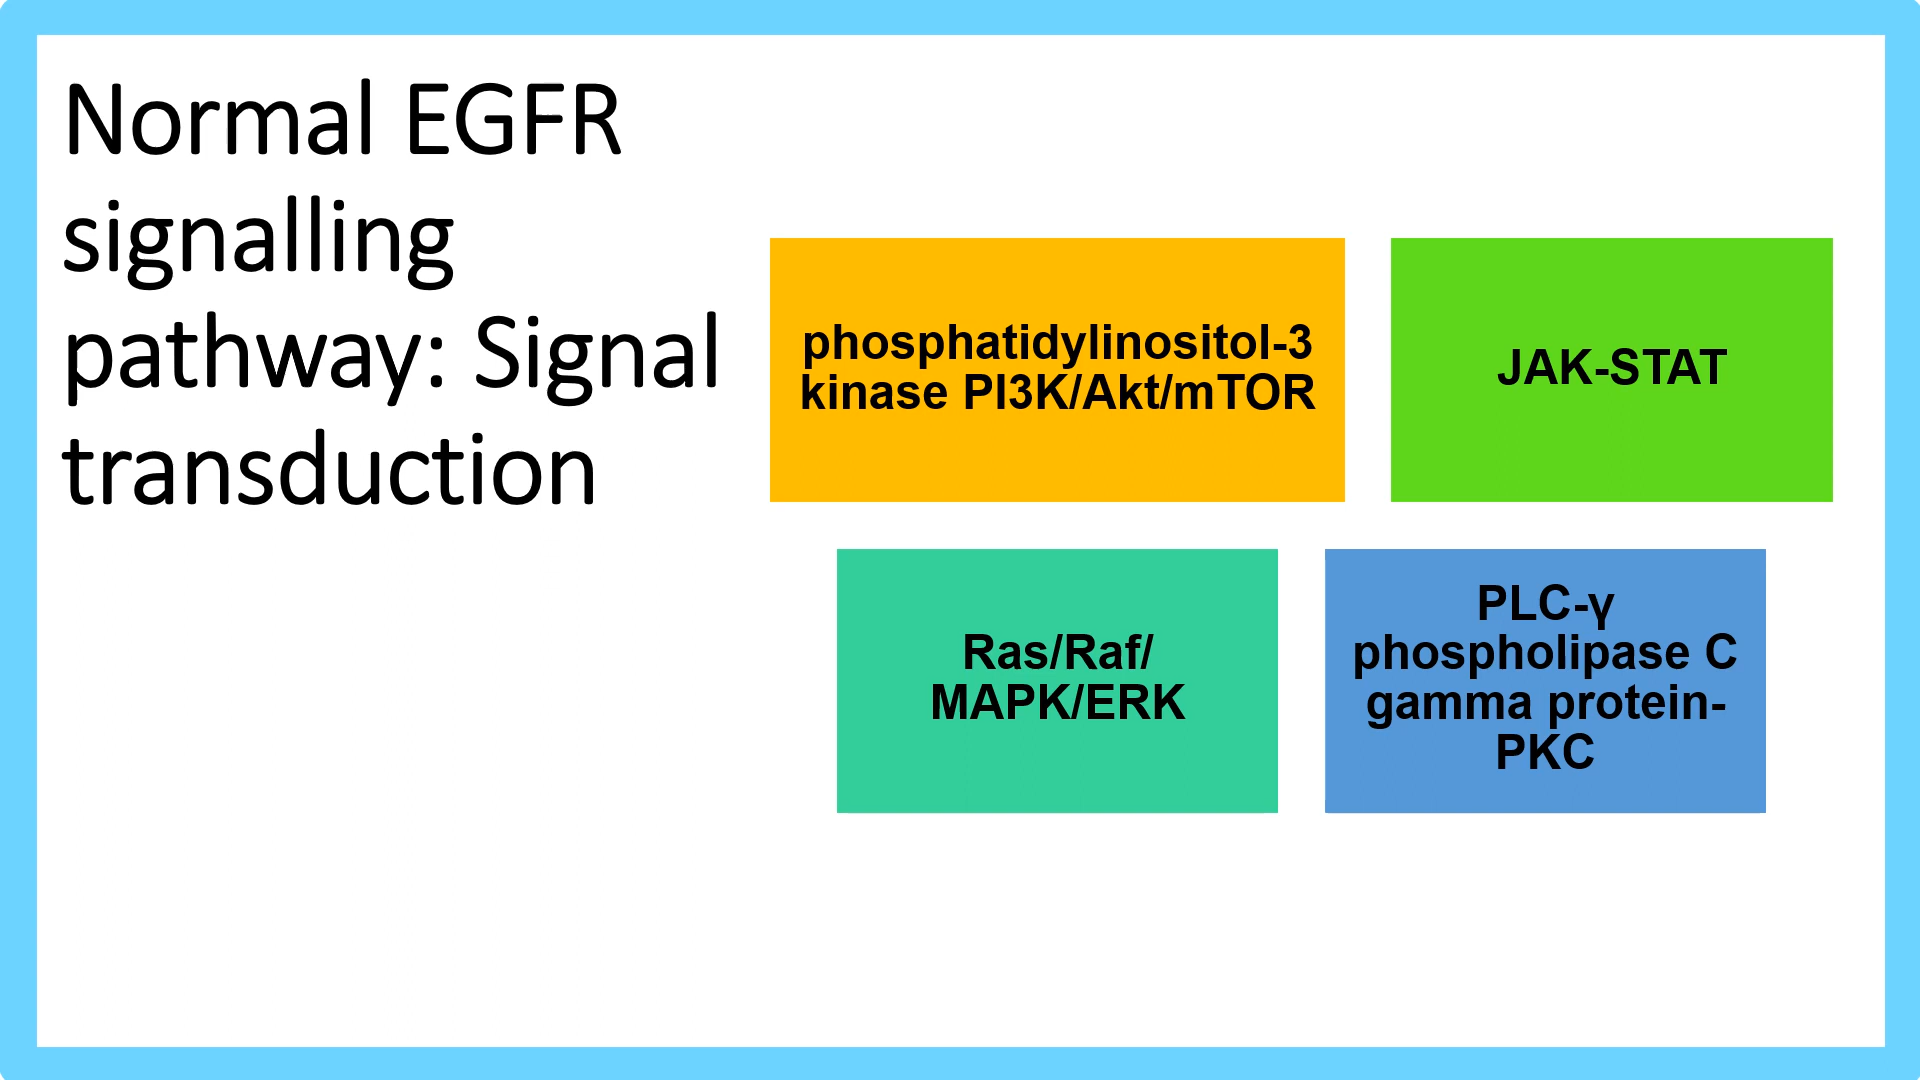 Normal EGFR
signalling
pathway: Signal
transduction
phosphatidylinositol-3
kinase PI3K/Akt/mTOR
JAK-STAT
Ras/Raf/
MAPK/ERK
PLC-γ
phospholipase C
gamma protein-
PKC